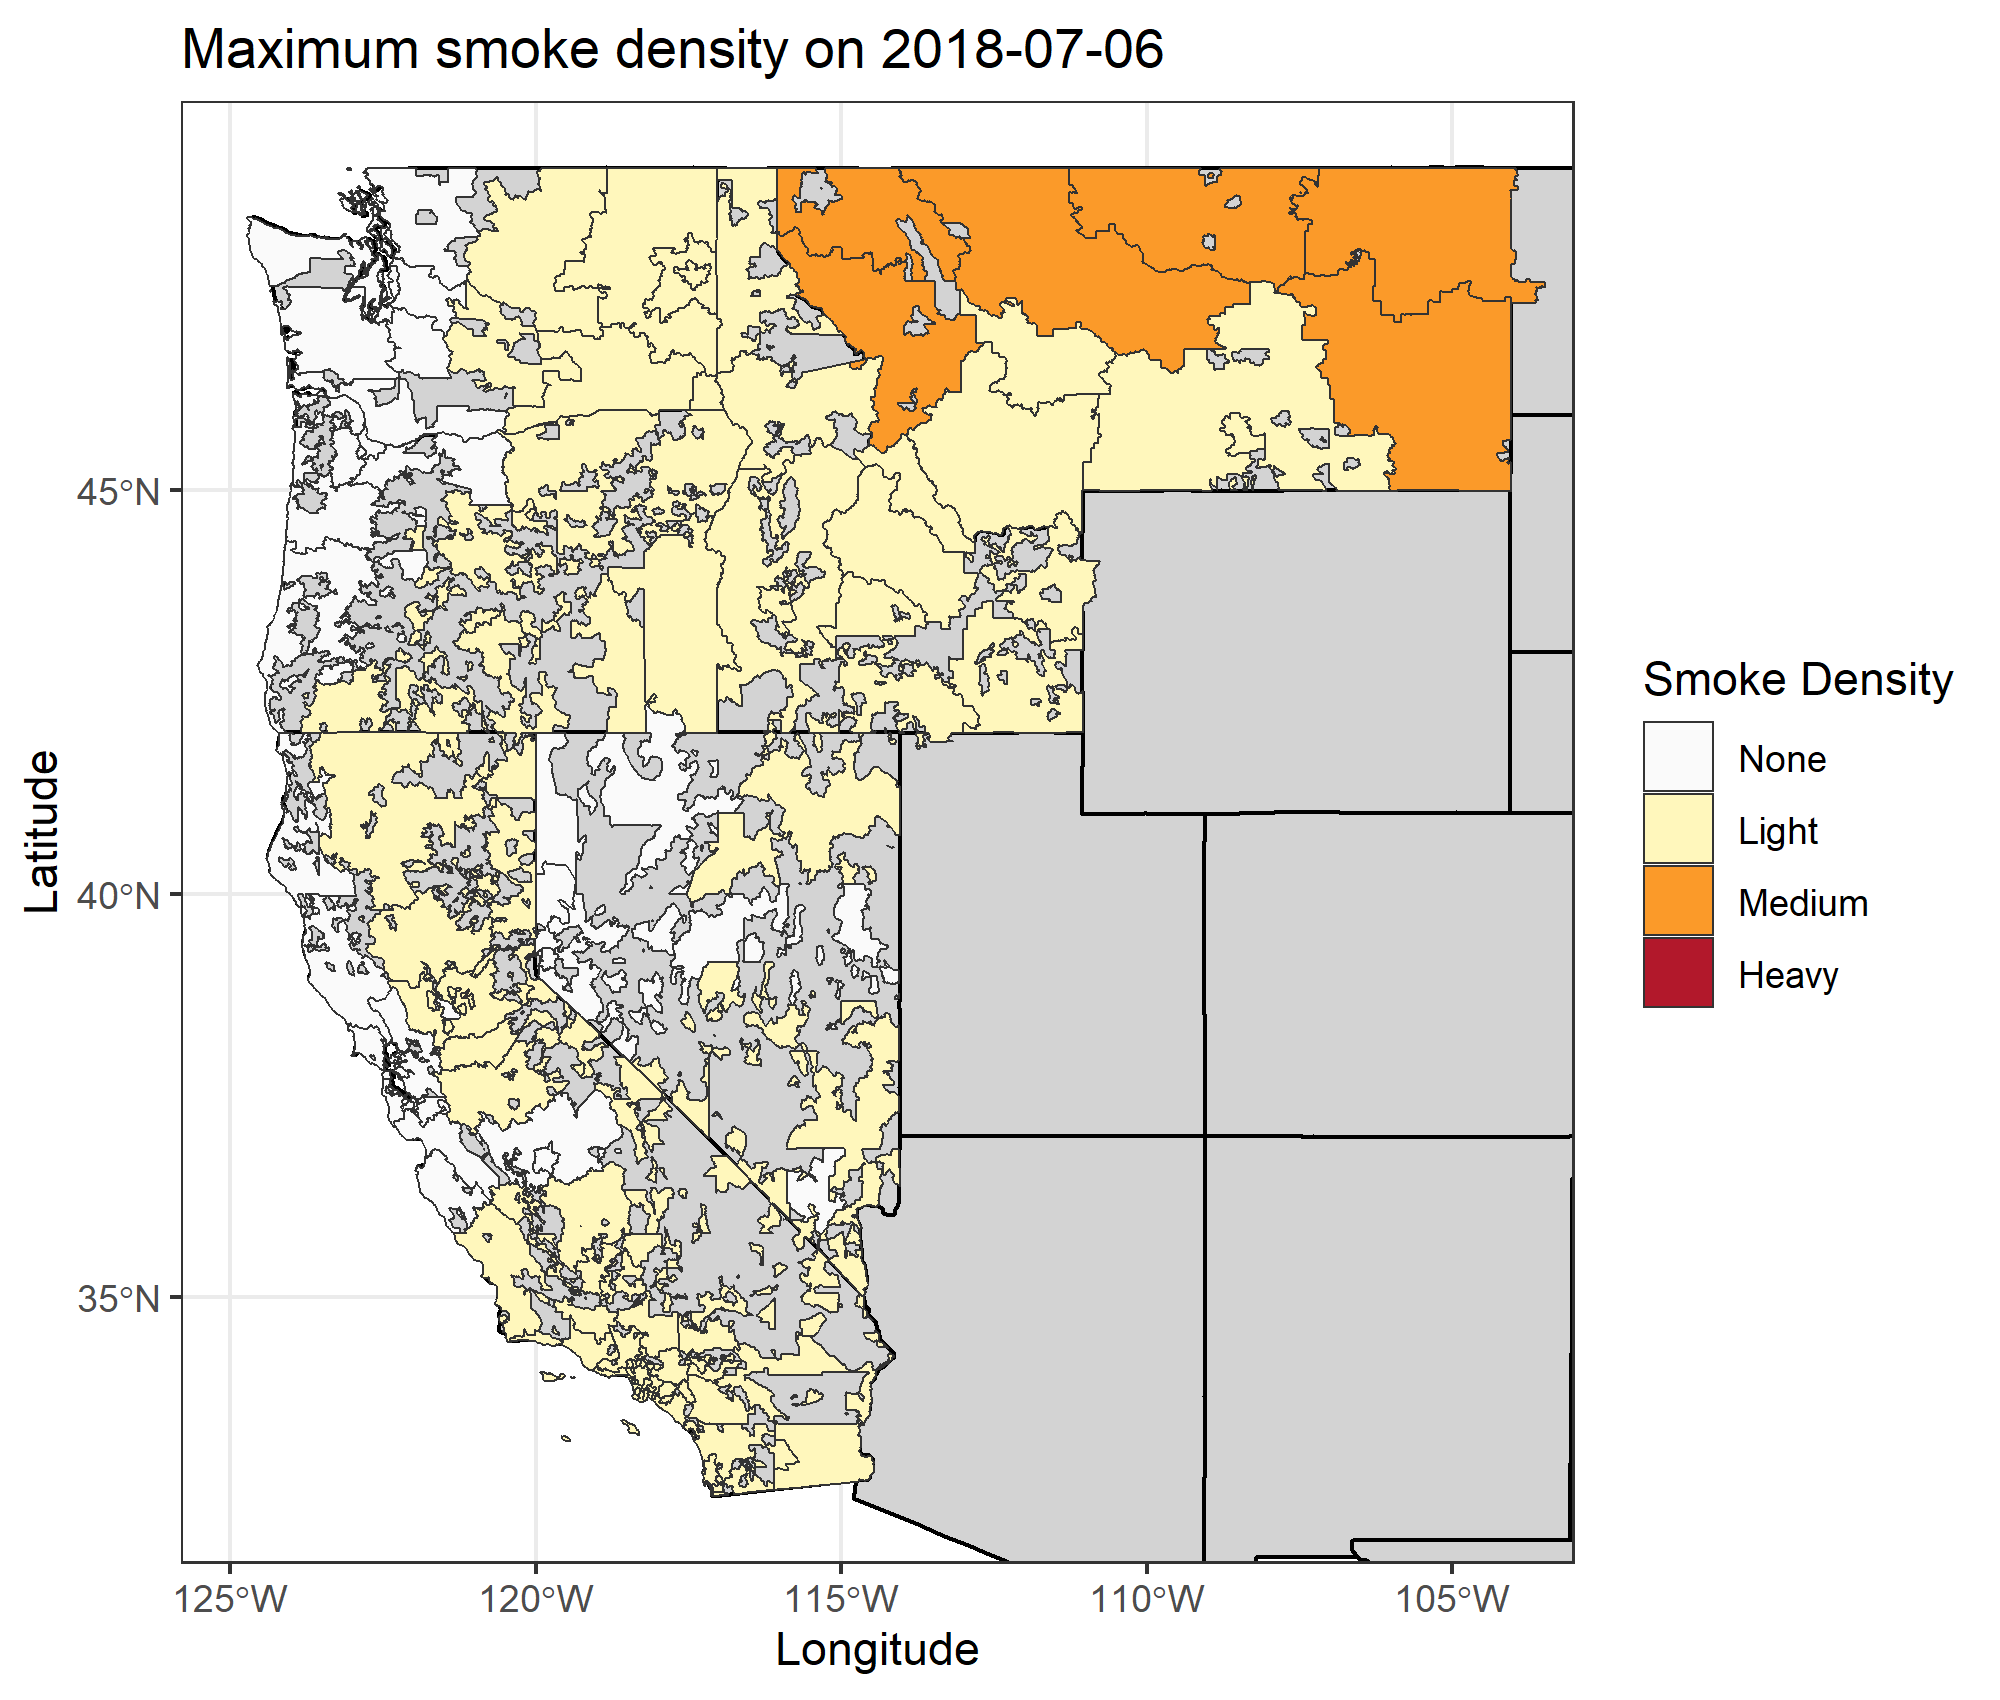 Maximum smoke density on 2018-07-06
45°N
40°N
35°N
Latitude
125°W
120°W
115°W
110°W
105°W
Longitude
Smoke Density
None
Light
Medium
Heavy